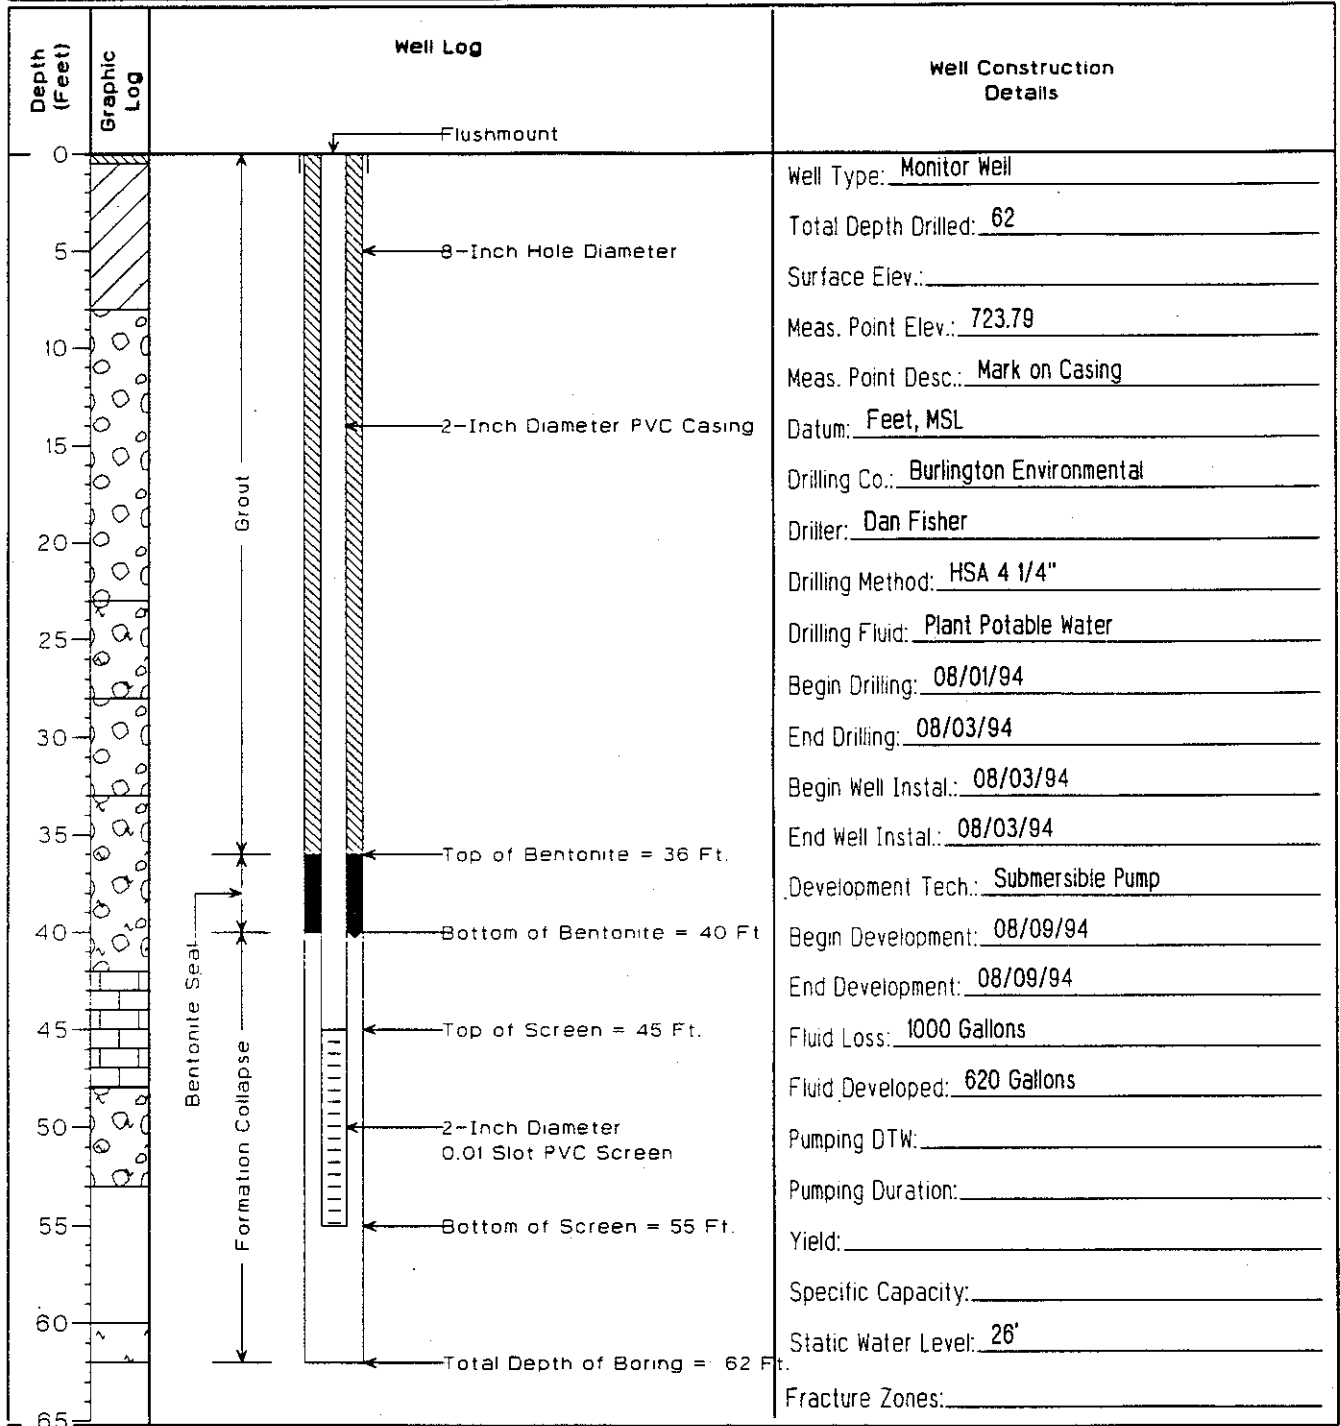 Depth
(Feet)
Graphic
Log
Well Log
Well Construction
Details
Flushmount
0
5
10
15
20
25
30
35
40
45
50
55
60
65
Grout
Bentonite Seal
Formation Collapse
8-Inch Hole Diameter
2-Inch Diameter PVC Casing
Top of Bentonite = 36 Ft.
Bottom of Bentonite = 40 Ft
Top of Screen = 45 Ft.
2-Inch Diameter
0.01 Slot PVC Screen
Bottom of Screen = 55 Ft.
Total Depth of Boring = 62 Ft.
Well Type: Monitor Well
Total Depth Drilled: 62
Surface Elev.:
Meas. Point Elev.: 723.79
Meas. Point Desc.: Mark on Casing
Datum: Feet, MSL
Drilling Co.: Burlington Environmental
Driller: Dan Fisher
Drilling Method: HSA 4 1/4"
Drilling Fluid: Plant Potable Water
Begin Drilling: 08/01/94
End Drilling: 08/03/94
Begin Well Instal.: 08/03/94
End Well Instal.: 08/03/94
Development Tech.: Submersible Pump
Begin Development: 08/09/94
End Development: 08/09/94
Fluid Loss: 1000 Gallons
Fluid Developed: 620 Gallons
Pumping DTW:
Pumping Duration:
Yield:
Specific Capacity:
Static Water Level: 26'
Fracture Zones: